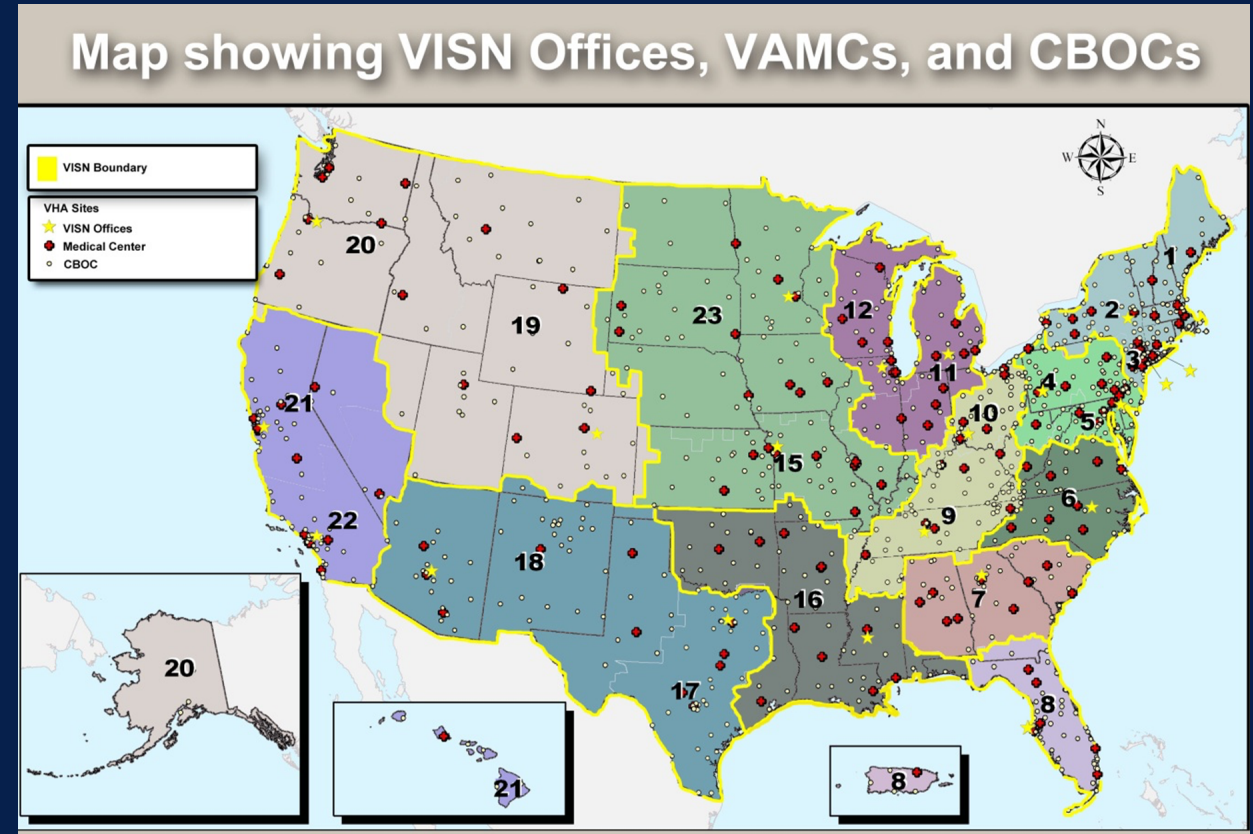 Map showing VISN Offices, VAMCs, and CBOCs
VISN Boundary
VHA Sites
VISN Offices
Medical Center
CBOC
N
W E
S
20
19
23
12
11
1
2
3
4
5
10
21
22
15
9
6
18
16
7
17
8
20
21
8